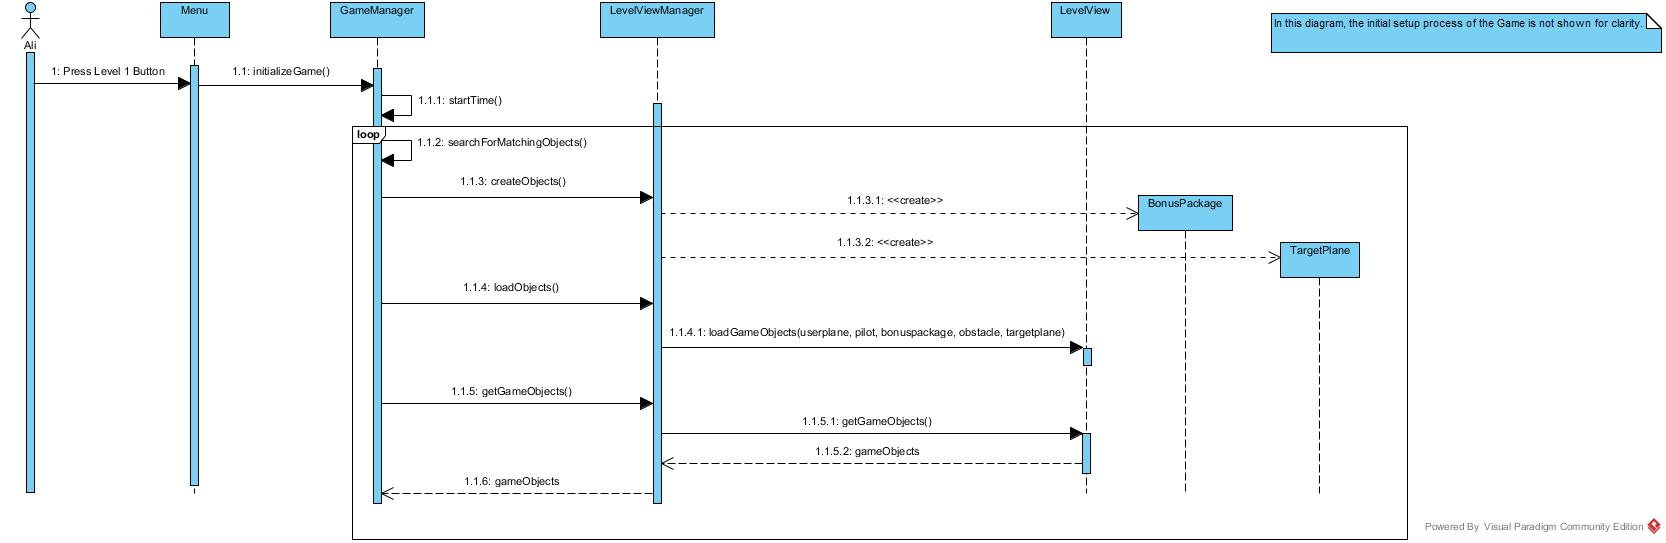 Ali
Menu
GameManager
LevelViewManager
LevelView
In this diagram, the initial setup process of the Game is not shown for clarity.
1: Press Level 1 Button
1.1: initializeGame()
1.1.1: startTime()
loop
1.1.2: searchForMatchingObjects()
1.1.3: createObjects()
1.1.3.1: <<create>>
BonusPackage
1.1.3.2: <<create>>
TargetPlane
1.1.4: loadObjects()
1.1.4.1: loadGameObjects(userplane, pilot, bonuspackage, obstacle, targetplane)
1.1.5: getGameObjects()
1.1.5.1: getGameObjects()
1.1.5.2: gameObjects
1.1.6: gameObjects
Powered By Visual Paradigm Community Edition